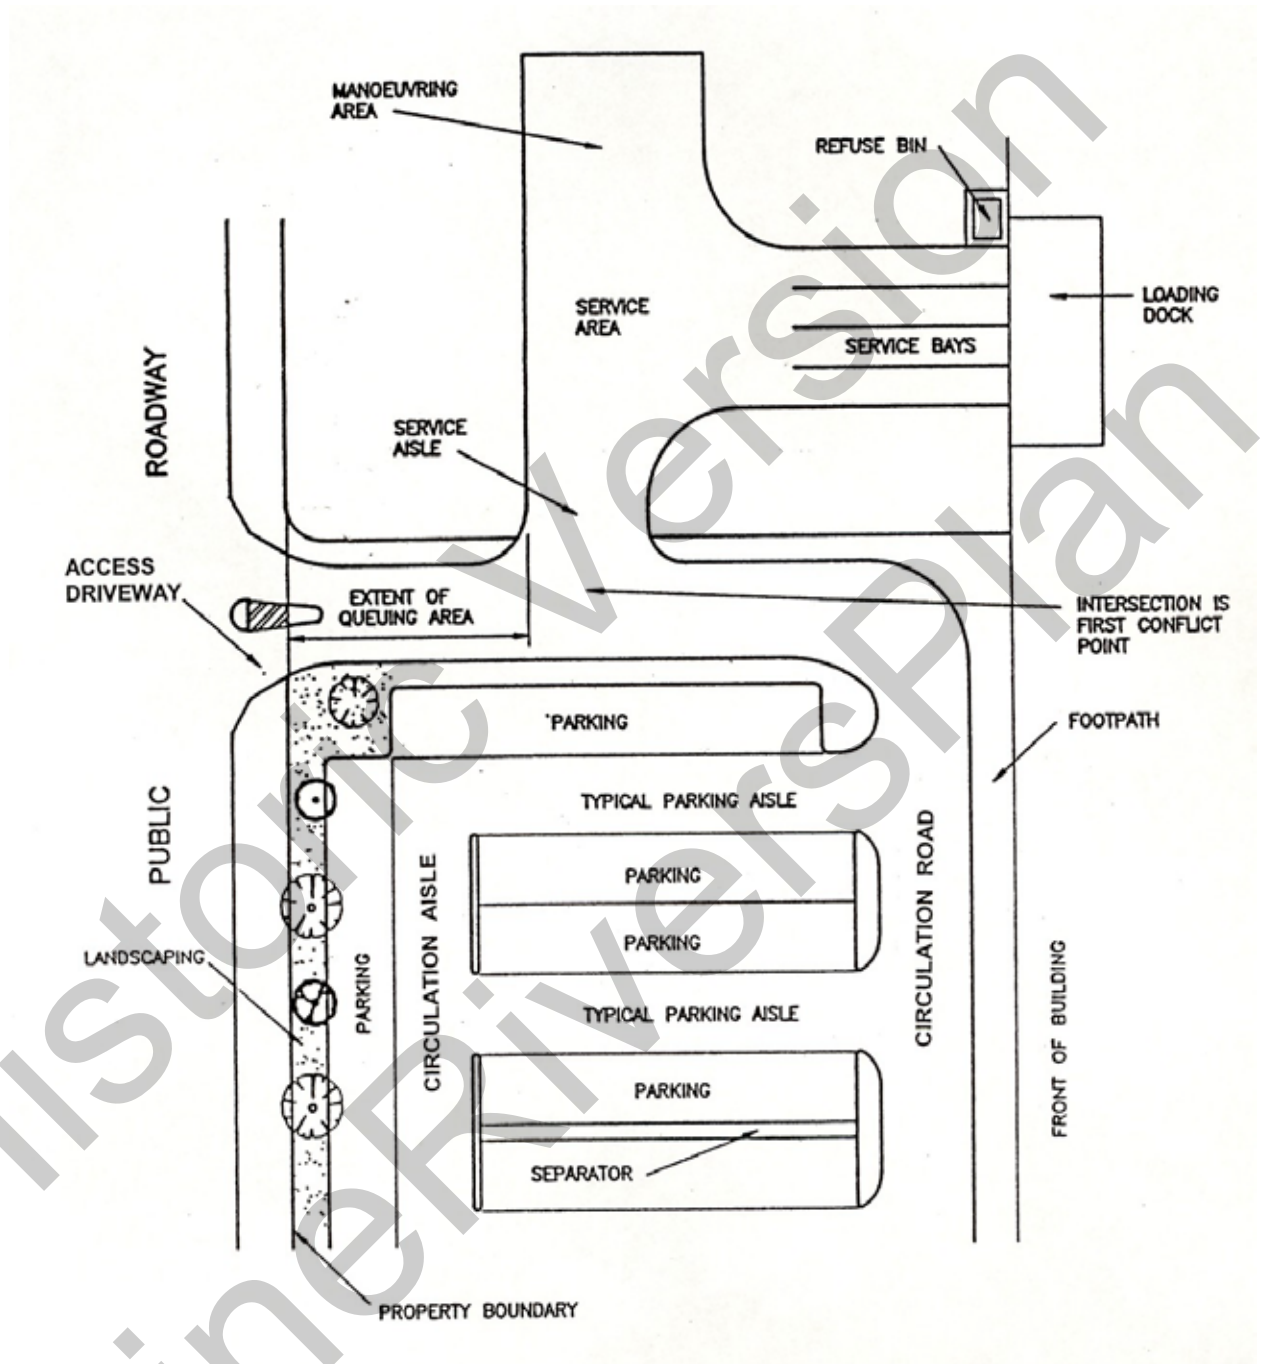 MANOEUVRING
AREA
REFUSE BIN
SERVICE
AREA
LOADING
DOCK
SERVICE BAYS
ROADWAY
SERVICE
AISLE
ACCESS
DRIVEWAY
EXTENT OF
QUEUING AREA
INTERSECTION IS
FIRST CONFLICT
POINT
PARKING
FOOTPATH
TYPICAL PARKING AISLE
PUBLIC
CIRCULATION AISLE
PARKING
PARKING
CIRCULATION ROAD
LANDSCAPING
PARKING
TYPICAL PARKING AISLE
FRONT OF BUILDING
PARKING
SEPARATOR
PROPERTY BOUNDARY
Historic Version
ineRiversPlan